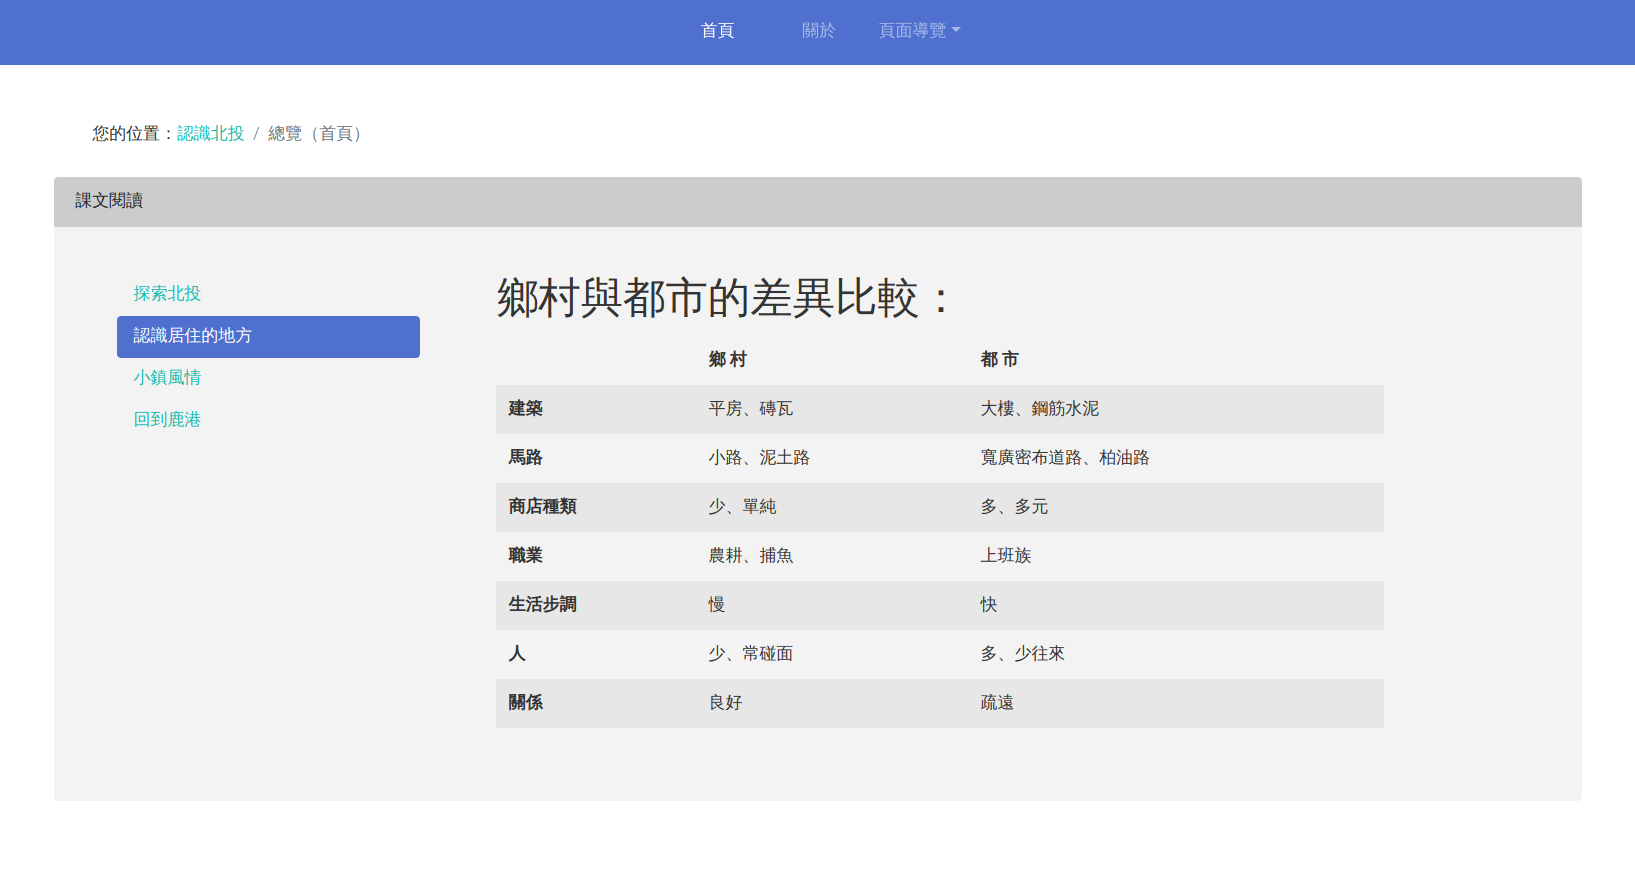 首頁 關於 頁面導覽
您的位置：認識北投 / 總覽（首頁）
課文閱讀
探索北投
認識居住的地方
小鎮風情
回到鹿港
鄉村與都市的差異比較：
鄉 村 都 市
建築 平房、磚瓦 大樓、鋼筋水泥
馬路 小路、泥土路 寬廣密布道路、柏油路
商店種類 少、單純 多、多元
職業 農耕、捕魚 上班族
生活步調 慢 快
人 少、常碰面 多、少往來
關係 良好 疏遠